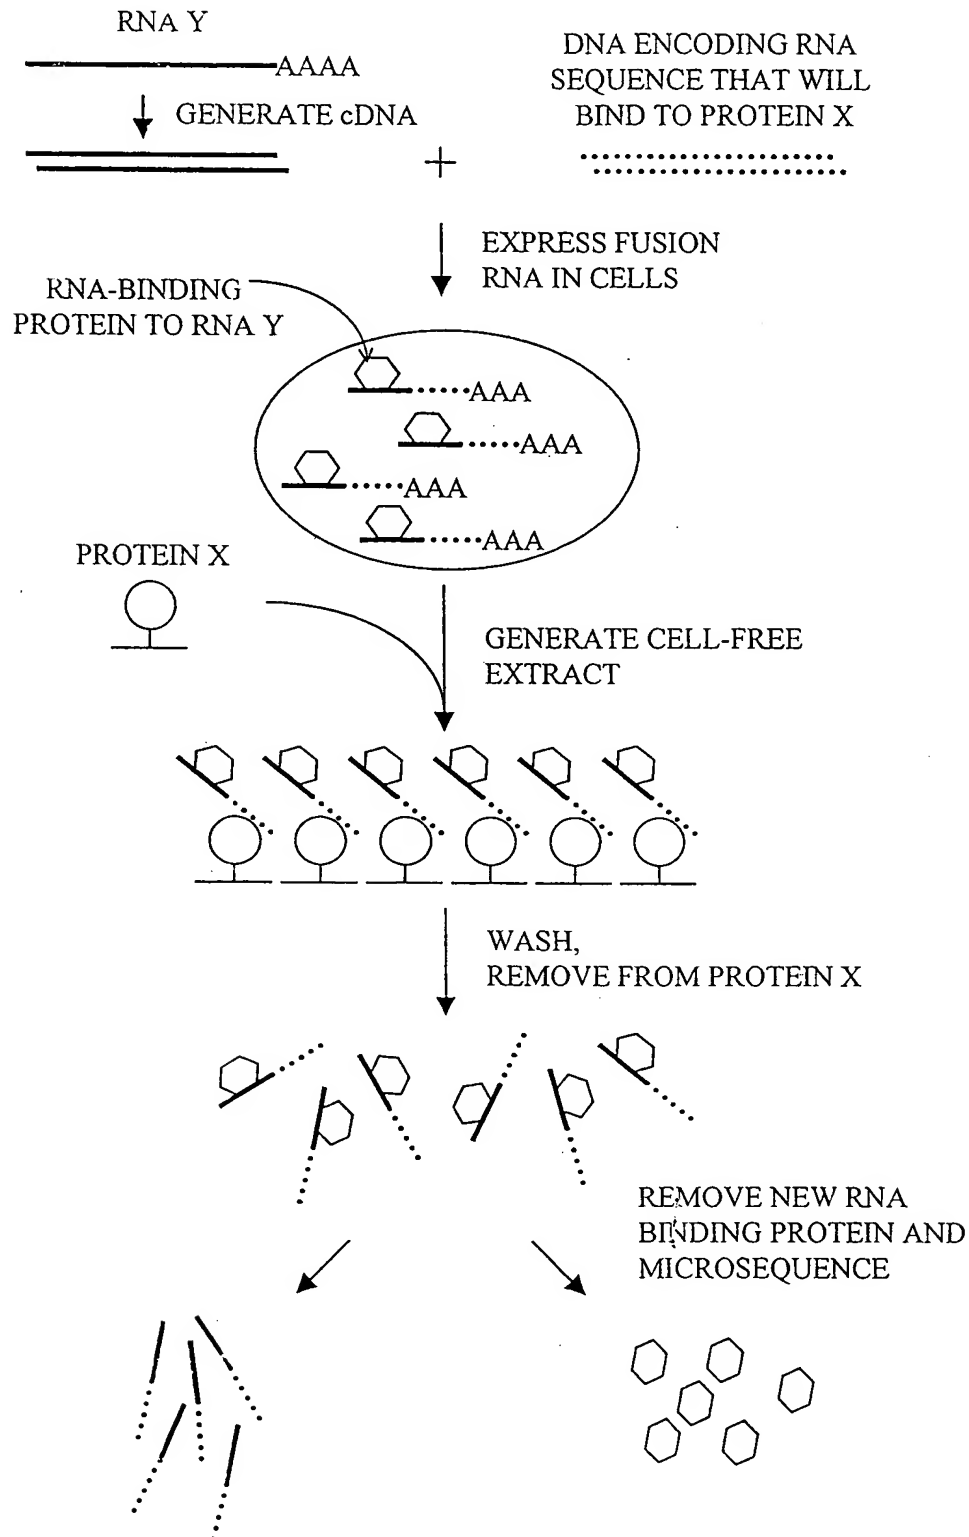 RNA Y
AAAA
DNA ENCODING RNA
SEQUENCE THAT WILL
BIND TO PROTEIN X
GENERATE cDNA
+
EXPRESS FUSION
RNA IN CELLS
RNA-BINDING
PROTEIN TO RNA Y
AAA
AAA
AAA
AAA
PROTEIN X
GENERATE CELL-FREE
EXTRACT
WASH,
REMOVE FROM PROTEIN X
REMOVE NEW RNA
BINDING PROTEIN AND
MICROSEQUENCE